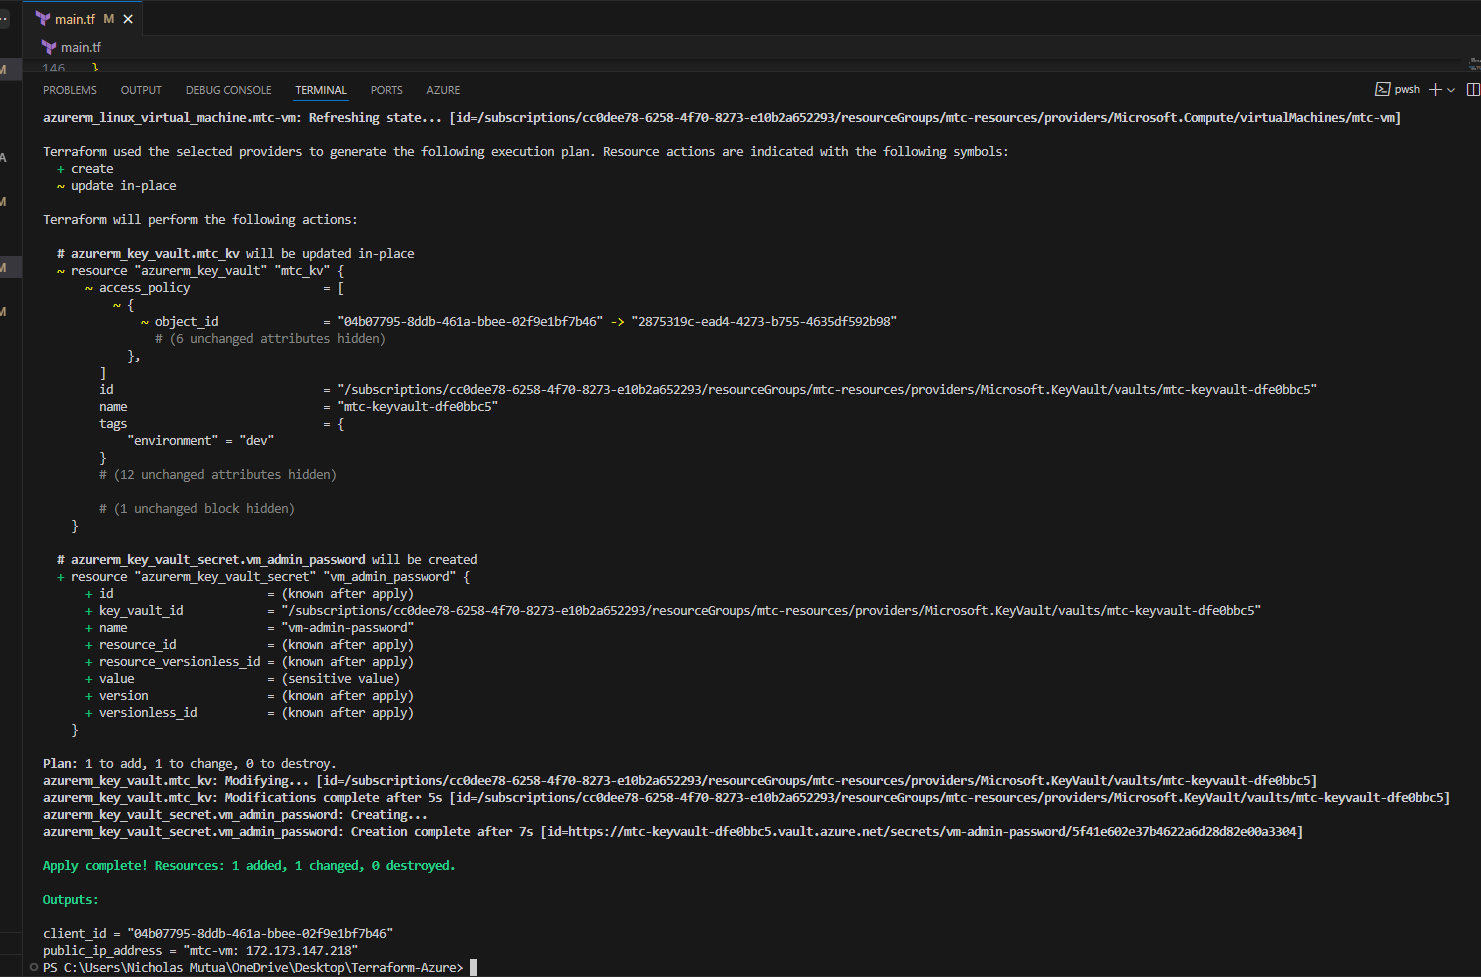 main.tf M ×
main.tf
146 }
PROBLEMS OUTPUT DEBUG CONSOLE TERMINAL PORTS AZURE pwsh
azurerm_linux_virtual_machine.mtc-vm: Refreshing state... [id=/subscriptions/cc0dee78-6258-4f70-8273-e10b2a652293/resourceGroups/mtc-resources/providers/Microsoft.Compute/virtualMachines/mtc-vm]
Terraform used the selected providers to generate the following execution plan. Resource actions are indicated with the following symbols:
+ create
~ update in-place
Terraform will perform the following actions:
# azurerm_key_vault.mtc_kv will be updated in-place
~ resource "azurerm_key_vault" "mtc_kv" {
~ access_policy = [
~ {
~ object_id = "04b07795-8ddb-461a-bbee-02f9e1bf7b46" -> "2875319c-ead4-4273-b755-4635df592b98"
# (6 unchanged attributes hidden)
},
]
id = "/subscriptions/cc0dee78-6258-4f70-8273-e10b2a652293/resourceGroups/mtc-resources/providers/Microsoft.KeyVault/vaults/mtc-keyvault-dfe0bbc5"
name = "mtc-keyvault-dfe0bbc5"
tags = {
"environment" = "dev"
}
# (12 unchanged attributes hidden)
# (1 unchanged block hidden)
}
# azurerm_key_vault_secret.vm_admin_password will be created
+ resource "azurerm_key_vault_secret" "vm_admin_password" {
+ id = (known after apply)
+ key_vault_id = "/subscriptions/cc0dee78-6258-4f70-8273-e10b2a652293/resourceGroups/mtc-resources/providers/Microsoft.KeyVault/vaults/mtc-keyvault-dfe0bbc5"
+ name = "vm-admin-password"
+ resource_id = (known after apply)
+ resource_versionless_id = (known after apply)
+ value = (sensitive value)
+ version = (known after apply)
+ versionless_id = (known after apply)
}
Plan: 1 to add, 1 to change, 0 to destroy.
azurerm_key_vault.mtc_kv: Modifying... [id=/subscriptions/cc0dee78-6258-4f70-8273-e10b2a652293/resourceGroups/mtc-resources/providers/Microsoft.KeyVault/vaults/mtc-keyvault-dfe0bbc5]
azurerm_key_vault.mtc_kv: Modifications complete after 5s [id=/subscriptions/cc0dee78-6258-4f70-8273-e10b2a652293/resourceGroups/mtc-resources/providers/Microsoft.KeyVault/vaults/mtc-keyvault-dfe0bbc5]
azurerm_key_vault_secret.vm_admin_password: Creating...
azurerm_key_vault_secret.vm_admin_password: Creation complete after 7s [id=https://mtc-keyvault-dfe0bbc5.vault.azure.net/secrets/vm-admin-password/5f41e602e37b4622a6d28d82e00a3304]
Apply complete! Resources: 1 added, 1 changed, 0 destroyed.
Outputs:
client_id = "04b07795-8ddb-461a-bbee-02f9e1bf7b46"
public_ip_address = "mtc-vm: 172.173.147.218"
PS C:\Users\Nicholas Mutua\OneDrive\Desktop\Terraform-Azure>